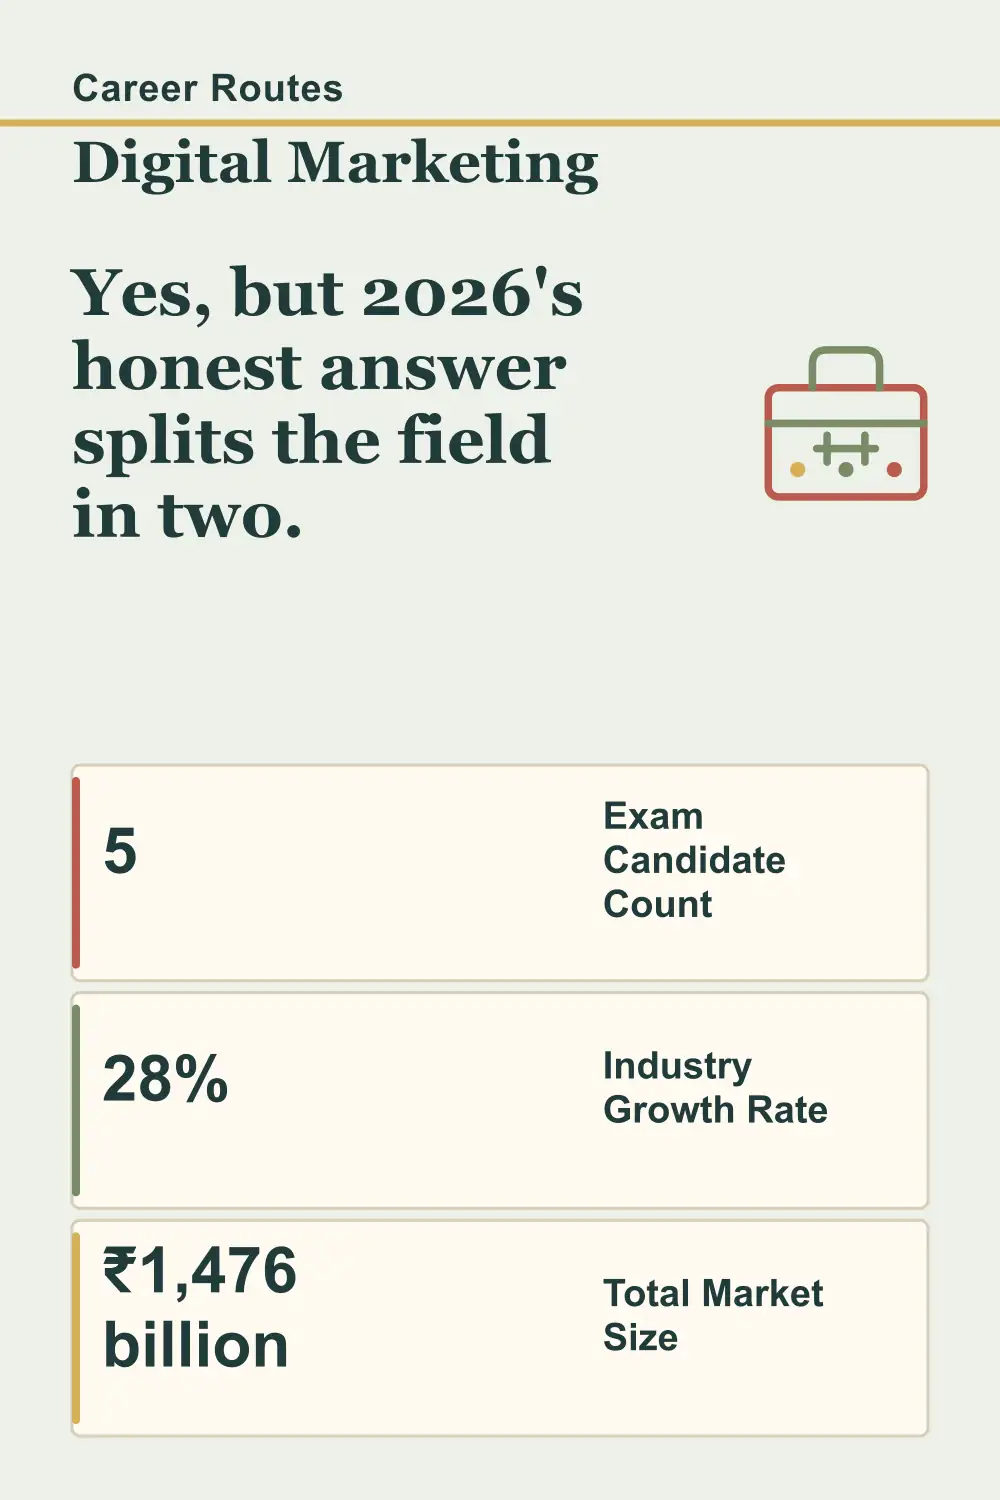 Career Routes
Digital Marketing
Yes, but 2026's
honest answer
splits the field
in two.
5
Exam
Candidate
Count
28%
Industry
Growth Rate
₹1,476
billion
Total Market
Size